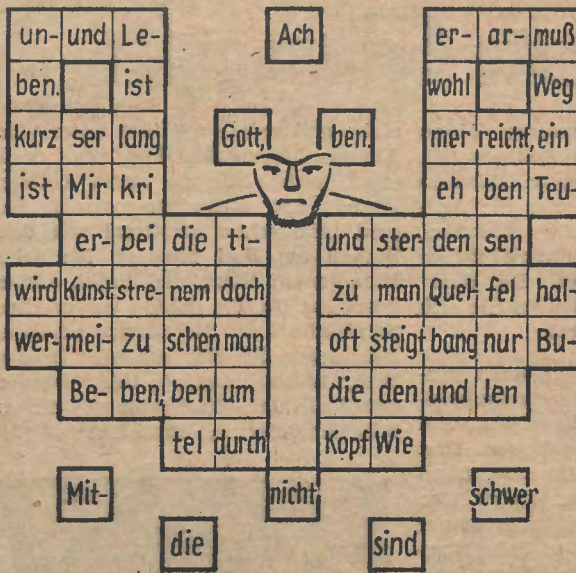 un- und Le- Ach er- ar- muß
ben. ist wohl Weg
kurz ser lang Gott, ben. mer reicht, ein
ist Mir kri eh ben Teu-
er- bei die ti- und ster- den sen
wird Kunst stre- nem doch zu man Quel- fel hal-
wer- mei- zu schen man oft steigt bang nur Bu-
Be- ben, ben um die den und len
tel durch Kopf Wie
Mit- nicht schwer
die sind